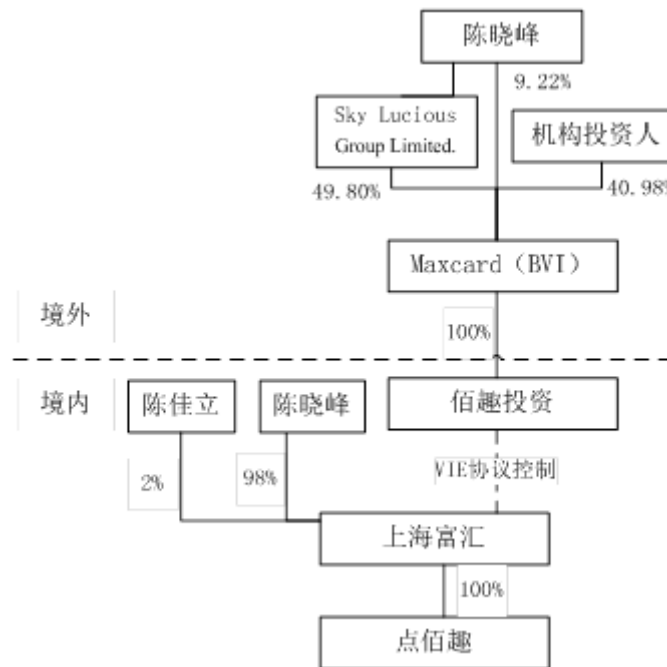 陈晓峰
9.22%
Sky Lucious
Group Limited.
机构投资人
49.80%
40.98%
Maxcard（BVI）
境外
100%
境内
陈佳立
陈晓峰
佰趣投资
2%
98%
VIE协议控制
上海富汇
100%
点佰趣